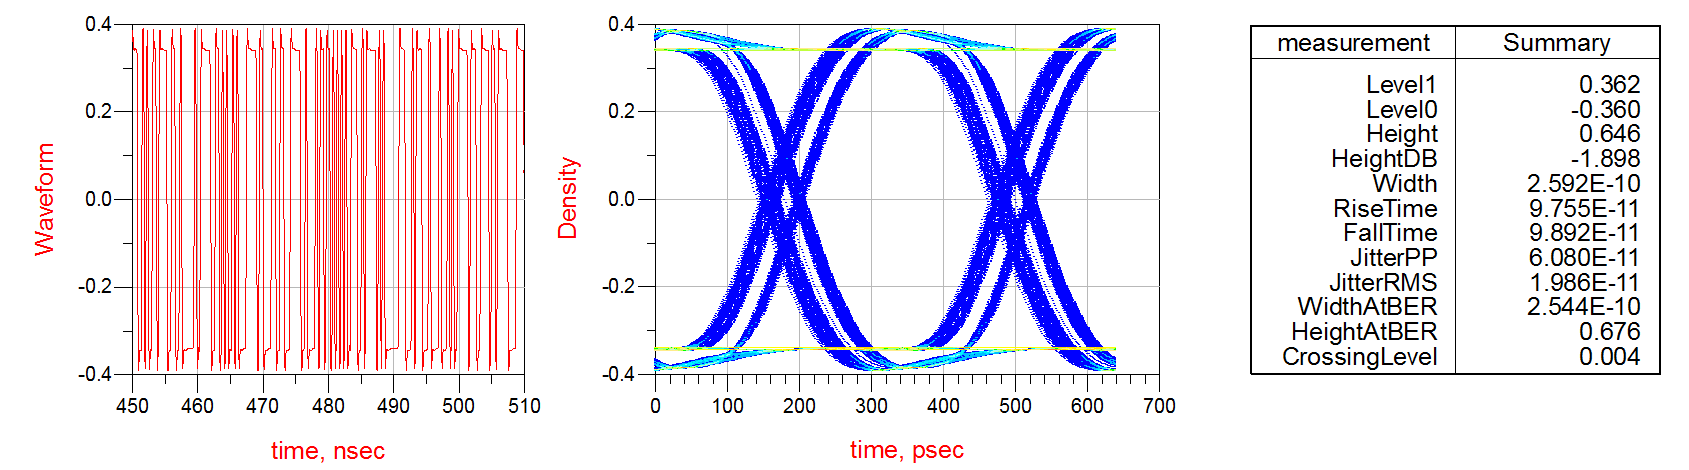 0.4
0.2
0.0
-0.2
-0.4
Waveform
450 460 470 480 490 500 510
time, nsec
0.4
0.2
0.0
-0.2
-0.4
Density
0 100 200 300 400 500 600 700
time, psec
measurement Summary
Level1 0.362
Level0 -0.360
Height 0.646
HeightDB -1.898
Width 2.592E-10
RiseTime 9.755E-11
FallTime 9.892E-11
JitterPP 6.080E-11
JitterRMS 1.986E-11
WidthAtBER 2.544E-10
HeightAtBER 0.676
CrossingLevel 0.004